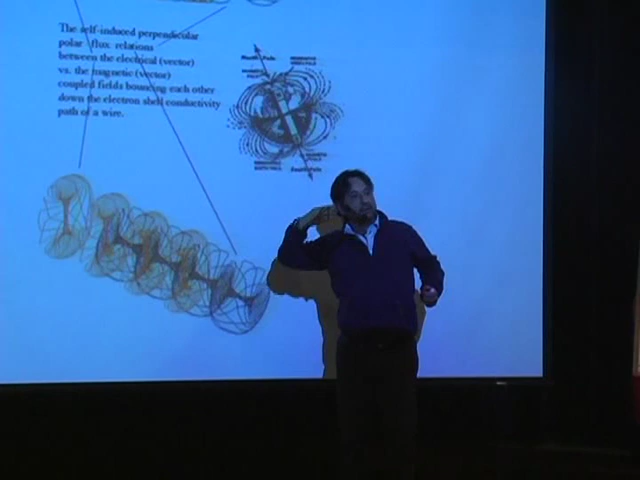 The self-induced perpendicular
polar flux relations
between the electrical (vector)
vs. the magnetic (vector)
coupled fields bouncing each other
down the electron shell conductivity
path of a wire.